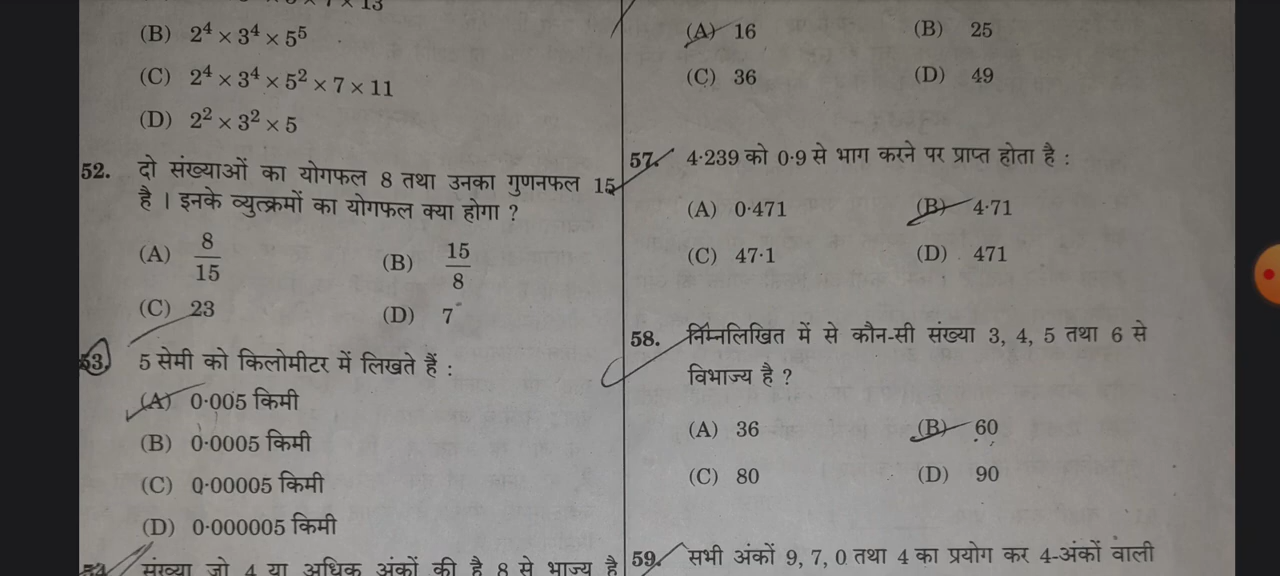 × 13
(B) 2⁴ × 3⁴ × 5⁵
(C) 2⁴ × 3⁴ × 5² × 7 × 11
(D) 2² × 3² × 5
52. दो संख्याओं का योगफल 8 तथा उनका गुणनफल 15
है । इनके व्युत्क्रमों का योगफल क्या होगा ?
(A) 8/15 (B) 15/8
(C) 23 (D) 7
53. 5 सेमी को किलोमीटर में लिखते हैं :
(A) 0·005 किमी
(B) 0·0005 किमी
(C) 0·00005 किमी
(D) 0·000005 किमी
संख्या जो 4 या अधिक अंकों की है 8 से भाज्य है
(A) 16 (B) 25
(C) 36 (D) 49
57. 4·239 को 0·9 से भाग करने पर प्राप्त होता है :
(A) 0·471 (B) 4·71
(C) 47·1 (D) 471
58. निम्नलिखित में से कौन-सी संख्या 3, 4, 5 तथा 6 से
विभाज्य है ?
(A) 36 (B) 60
(C) 80 (D) 90
59. सभी अंकों 9, 7, 0 तथा 4 का प्रयोग कर 4-अंकों वाली